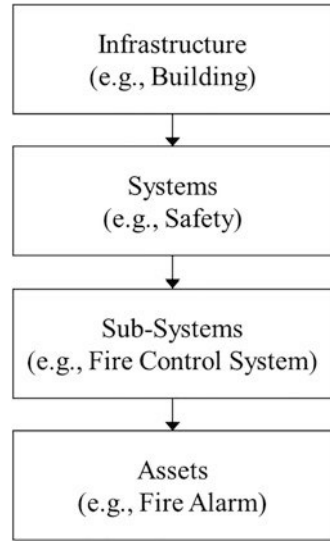 Infrastructure
(e.g., Building)
Systems
(e.g., Safety)
Sub-Systems
(e.g., Fire Control System)
Assets
(e.g., Fire Alarm)